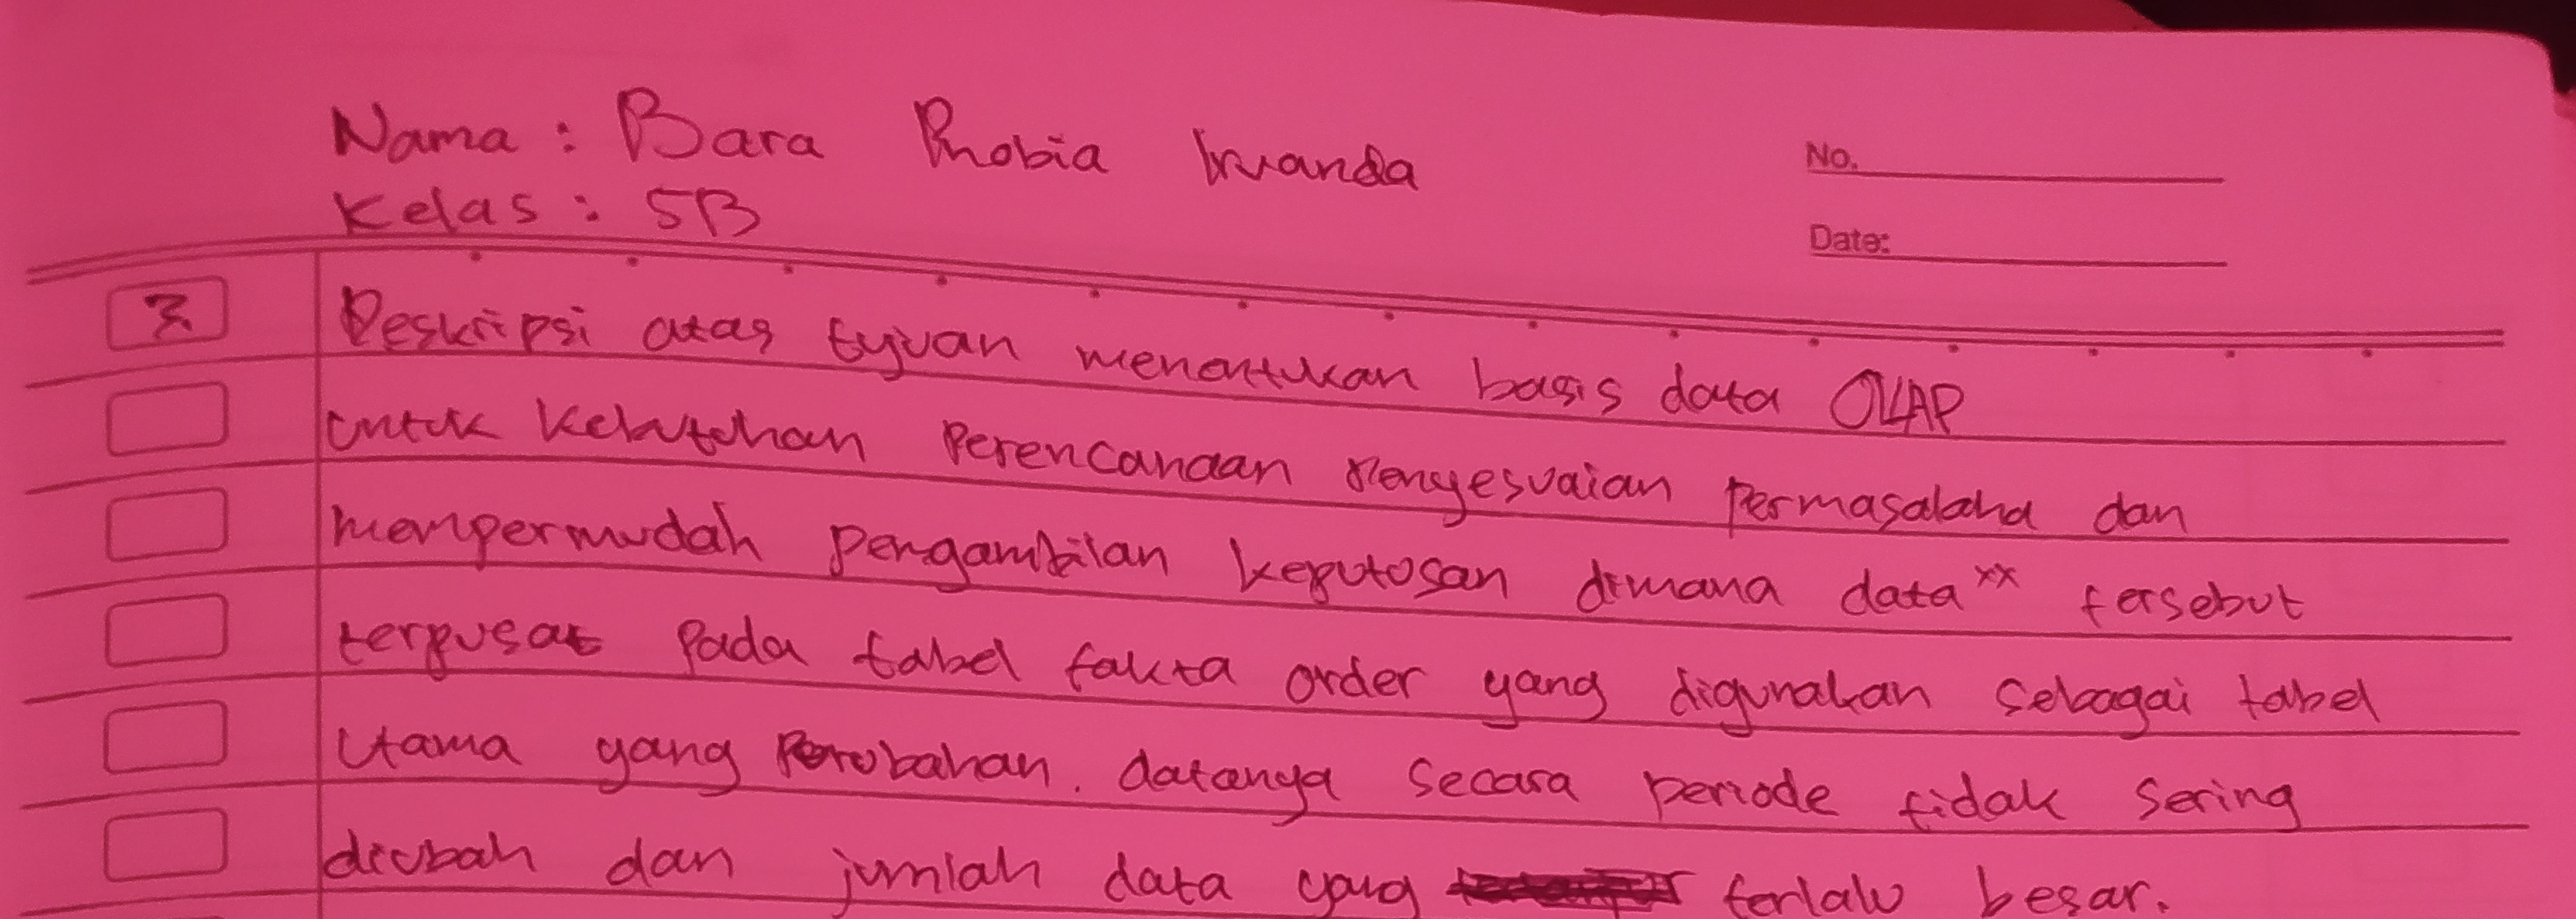 Nama : Bara Phobia Irvanda
No.
Kelas : 5B
Date:
3 Deskripsi atas tujuan menentukan basis data OLAP
untuk kebutuhan Perencanaan Penyesuaian Permasalaha dan
mempermudah pengambilan keputusan dimana data xx tersebut
terpusat pada tabel fakta order yang digunakan sebagai tabel
Utama yang Perubahan. datanya secara periode tidak sering
diubah dan jumlah data yang terlalu besar.